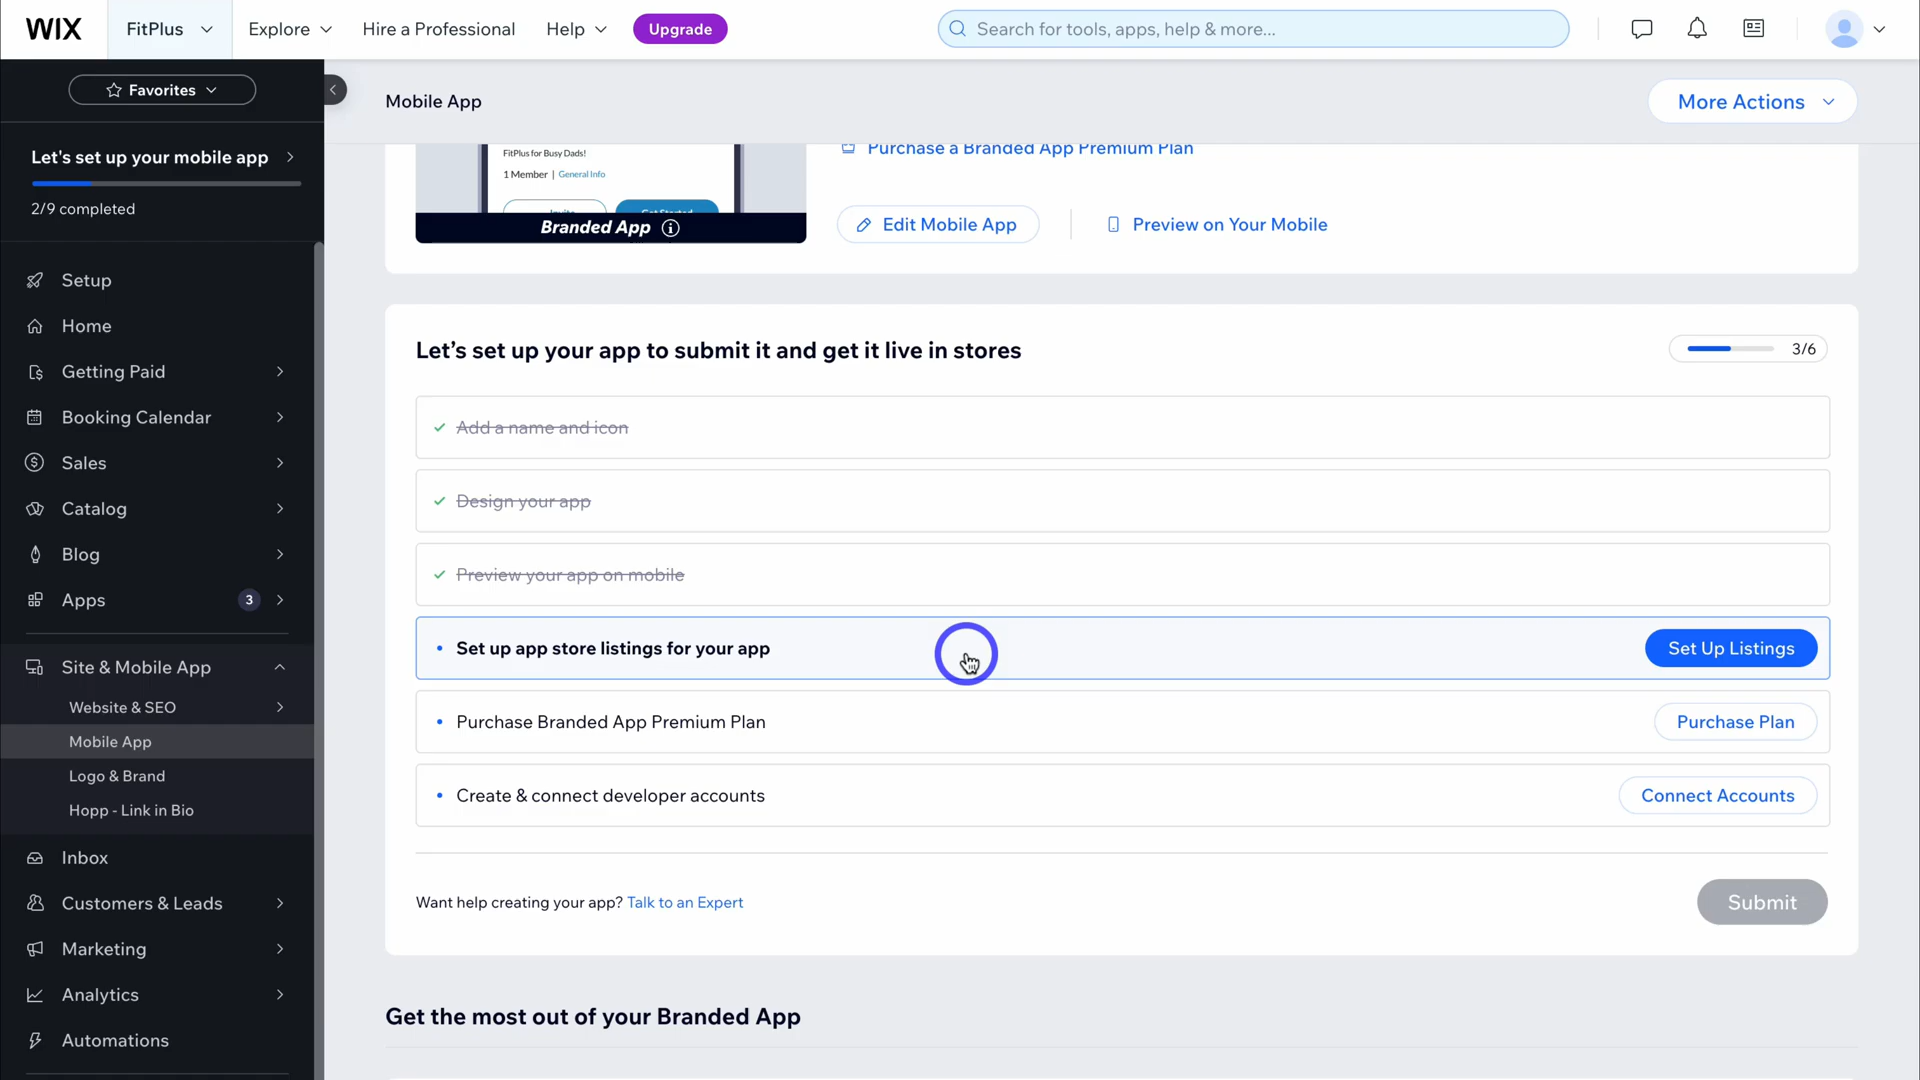 WIX
FitPlus
Explore
Hire a Professional
Help
Upgrade
Search for tools, apps, help & more...
Favorites
Let's set up your mobile app
2/9 completed
Setup
Home
Getting Paid
Booking Calendar
Sales
Catalog
Blog
Apps
3
Site & Mobile App
Website & SEO
Mobile App
Logo & Brand
Hopp - Link in Bio
Inbox
Customers & Leads
Marketing
Analytics
Automations
Mobile App
More Actions
FitPlus for Busy Dads!
1 Member | General Info
Invite
Get Started
Branded App
Purchase a Branded App Premium Plan
Edit Mobile App
Preview on Your Mobile
Let’s set up your app to submit it and get it live in stores
3/6
Add a name and icon
Design your app
Preview your app on mobile
Set up app store listings for your app
Set Up Listings
Purchase Branded App Premium Plan
Purchase Plan
Create & connect developer accounts
Connect Accounts
Want help creating your app? Talk to an Expert
Submit
Get the most out of your Branded App